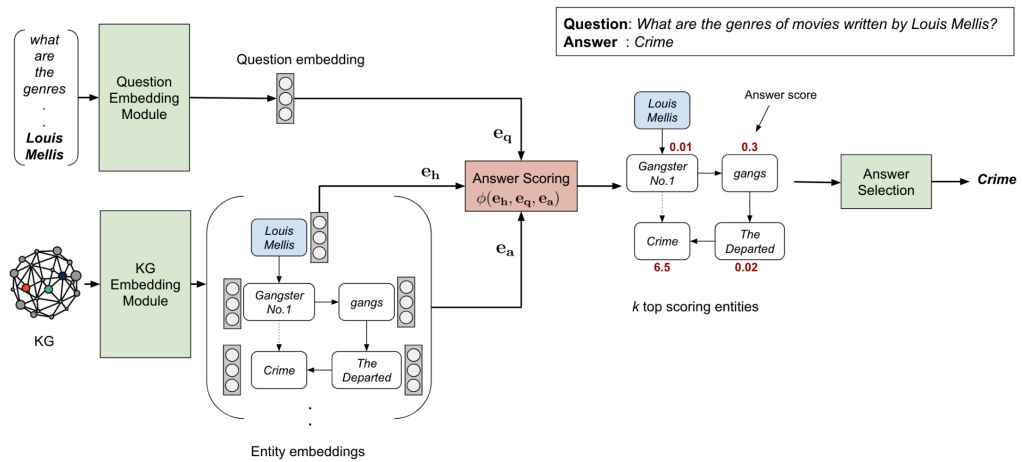 Question: What are the genres of movies written by Louis Mellis?
Answer : Crime
what
are
the
genres
.
.
Louis
Mellis
Question
Embedding
Module
Question embedding
e_q
e_h
Answer Scoring
ϕ(e_h, e_q, e_a)
e_a
KG
KG
Embedding
Module
Louis
Mellis
Gangster
No.1
gangs
Crime
The
Departed
.
.
Entity embeddings
Louis
Mellis
Answer score
0.01
0.3
Gangster
No.1
gangs
Crime
The
Departed
6.5
0.02
k top scoring entities
Answer
Selection
Crime